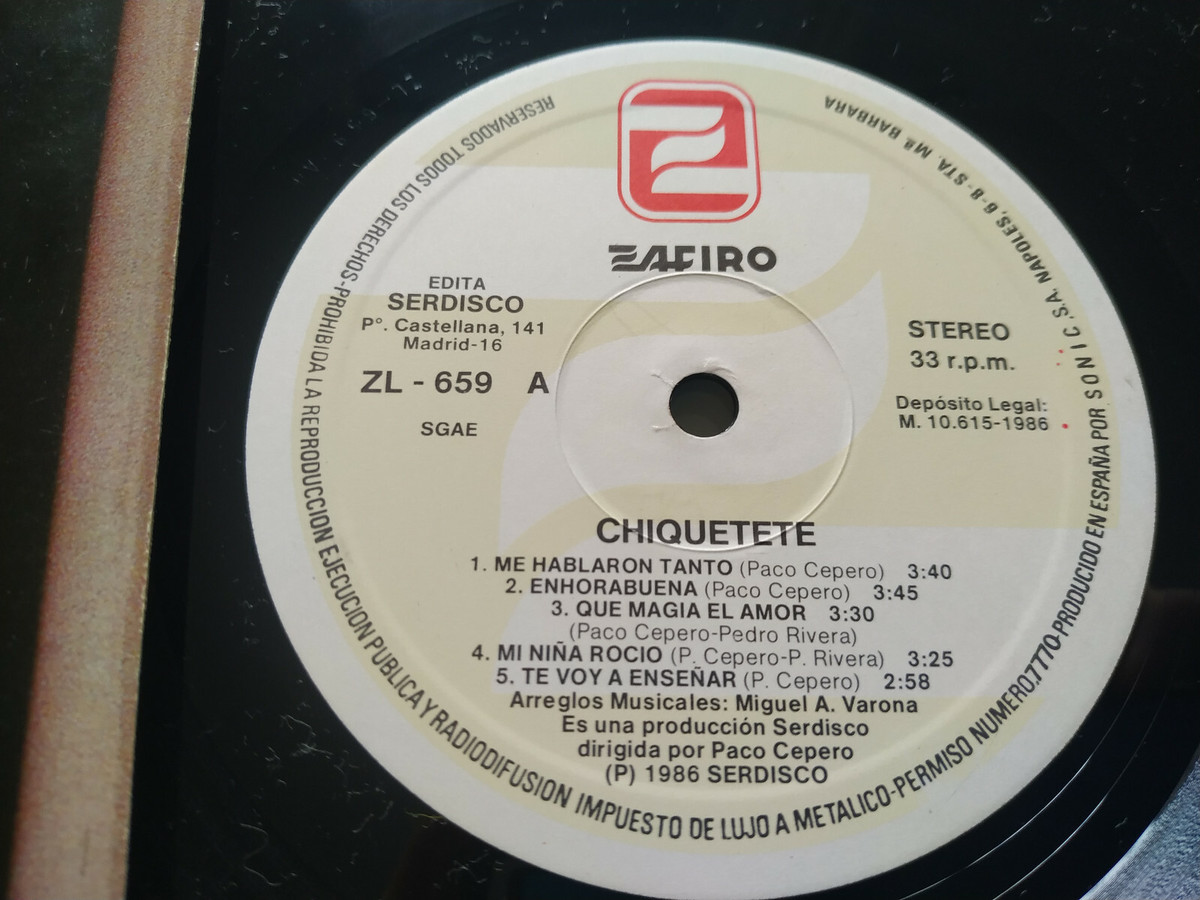 ZAFIRO
EDITA
SERDISCO
Pº. Castellana, 141
Madrid-16
ZL - 659 A
SGAE
STEREO
33 r.p.m.
Depósito Legal:
M. 10.615-1986
CHIQUETETE
1. ME HABLARON TANTO (Paco Cepero) 3:40
2. ENHORABUENA (Paco Cepero) 3:45
3. QUE MAGIA EL AMOR 3:30
(Paco Cepero-Pedro Rivera)
4. MI NIÑA ROCIO (P. Cepero-P. Rivera) 3:25
5. TE VOY A ENSEÑAR (P. Cepero) 2:58
Arreglos Musicales: Miguel A. Varona
Es una producción Serdisco
dirigida por Paco Cepero
(P) 1986 SERDISCO
RESERVADOS TODOS LOS DERECHOS-PROHIBIDA LA REPRODUCCION EJECUCION PUBLICA Y RADIODIFUSION IMPUESTO DE LUJO A METALICO-PERMISO NUMERO,7770-PRODUCIDO EN ESPAÑA POR SONIC,S.A. NAPOLES,6-8-STA. Mª BARBARA